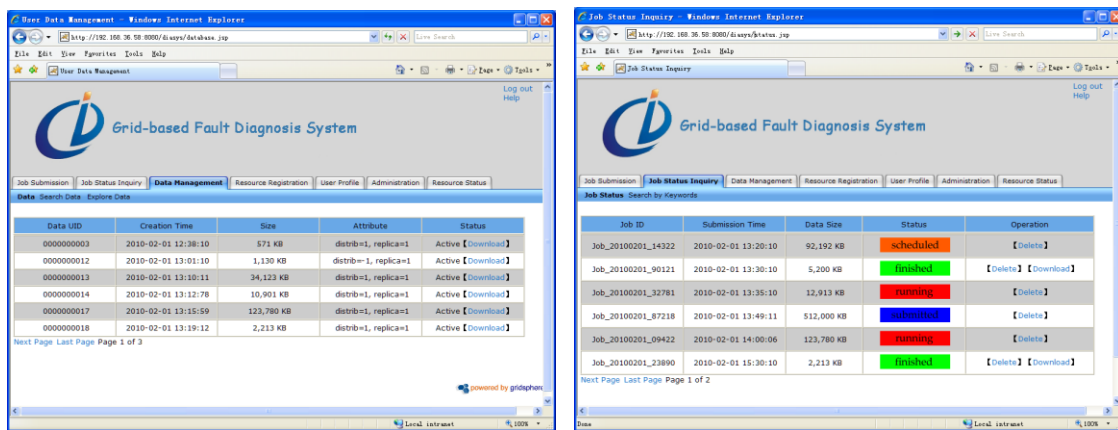 User Data Management - Windows Internet Explorer
http://192.168.36.58:8080/diasys/database.jsp
Live Search
File Edit View Favorites Tools Help
User Data Management
Page Tools
Log out
Help
Grid-based Fault Diagnosis System
Job Submission Job Status Inquiry Data Management Resource Registration User Profile Administration Resource Status
Data Search Data Explore Data
Data UID Creation Time Size Attribute Status
0000000003 2010-02-01 12:38:10 571 KB distrib=1, replica=1 Active【Download】
0000000012 2010-02-01 13:01:10 1,130 KB distrib=-1, replica=1 Active【Download】
0000000013 2010-02-01 13:10:11 34,123 KB distrib=1, replica=1 Active【Download】
0000000014 2010-02-01 13:12:78 10,901 KB distrib=1, replica=1 Active【Download】
0000000017 2010-02-01 13:15:59 123,780 KB distrib=1, replica=1 Active【Download】
0000000018 2010-02-01 13:19:12 2,213 KB distrib=1, replica=1 Active【Download】
Next Page Last Page Page 1 of 3
powered by gridsphere
Local intranet 100%
Job Status Inquiry - Windows Internet Explorer
http://192.168.36.58:8080/diasys/jstatus.jsp
Live Search
File Edit View Favorites Tools Help
Job Status Inquiry
Page Tools
Log out
Help
Grid-based Fault Diagnosis System
Job Submission Job Status Inquiry Data Management Resource Registration User Profile Administration Resource Status
Job Status Search by Keywords
Job ID Submission Time Data Size Status Operation
Job_20100201_14322 2010-02-01 13:20:10 92,192 KB scheduled【Delete】
Job_20100201_90121 2010-02-01 13:30:10 5,200 KB finished【Delete】【Download】
Job_20100201_32781 2010-02-01 13:35:10 12,913 KB running【Delete】
Job_20100201_87218 2010-02-01 13:49:11 512,000 KB submitted【Delete】
Job_20100201_09422 2010-02-01 14:00:06 123,780 KB running【Delete】
Job_20100201_23890 2010-02-01 15:30:10 2,213 KB finished【Delete】【Download】
Next Page Last Page Page 1 of 2
Done Local intranet 100%